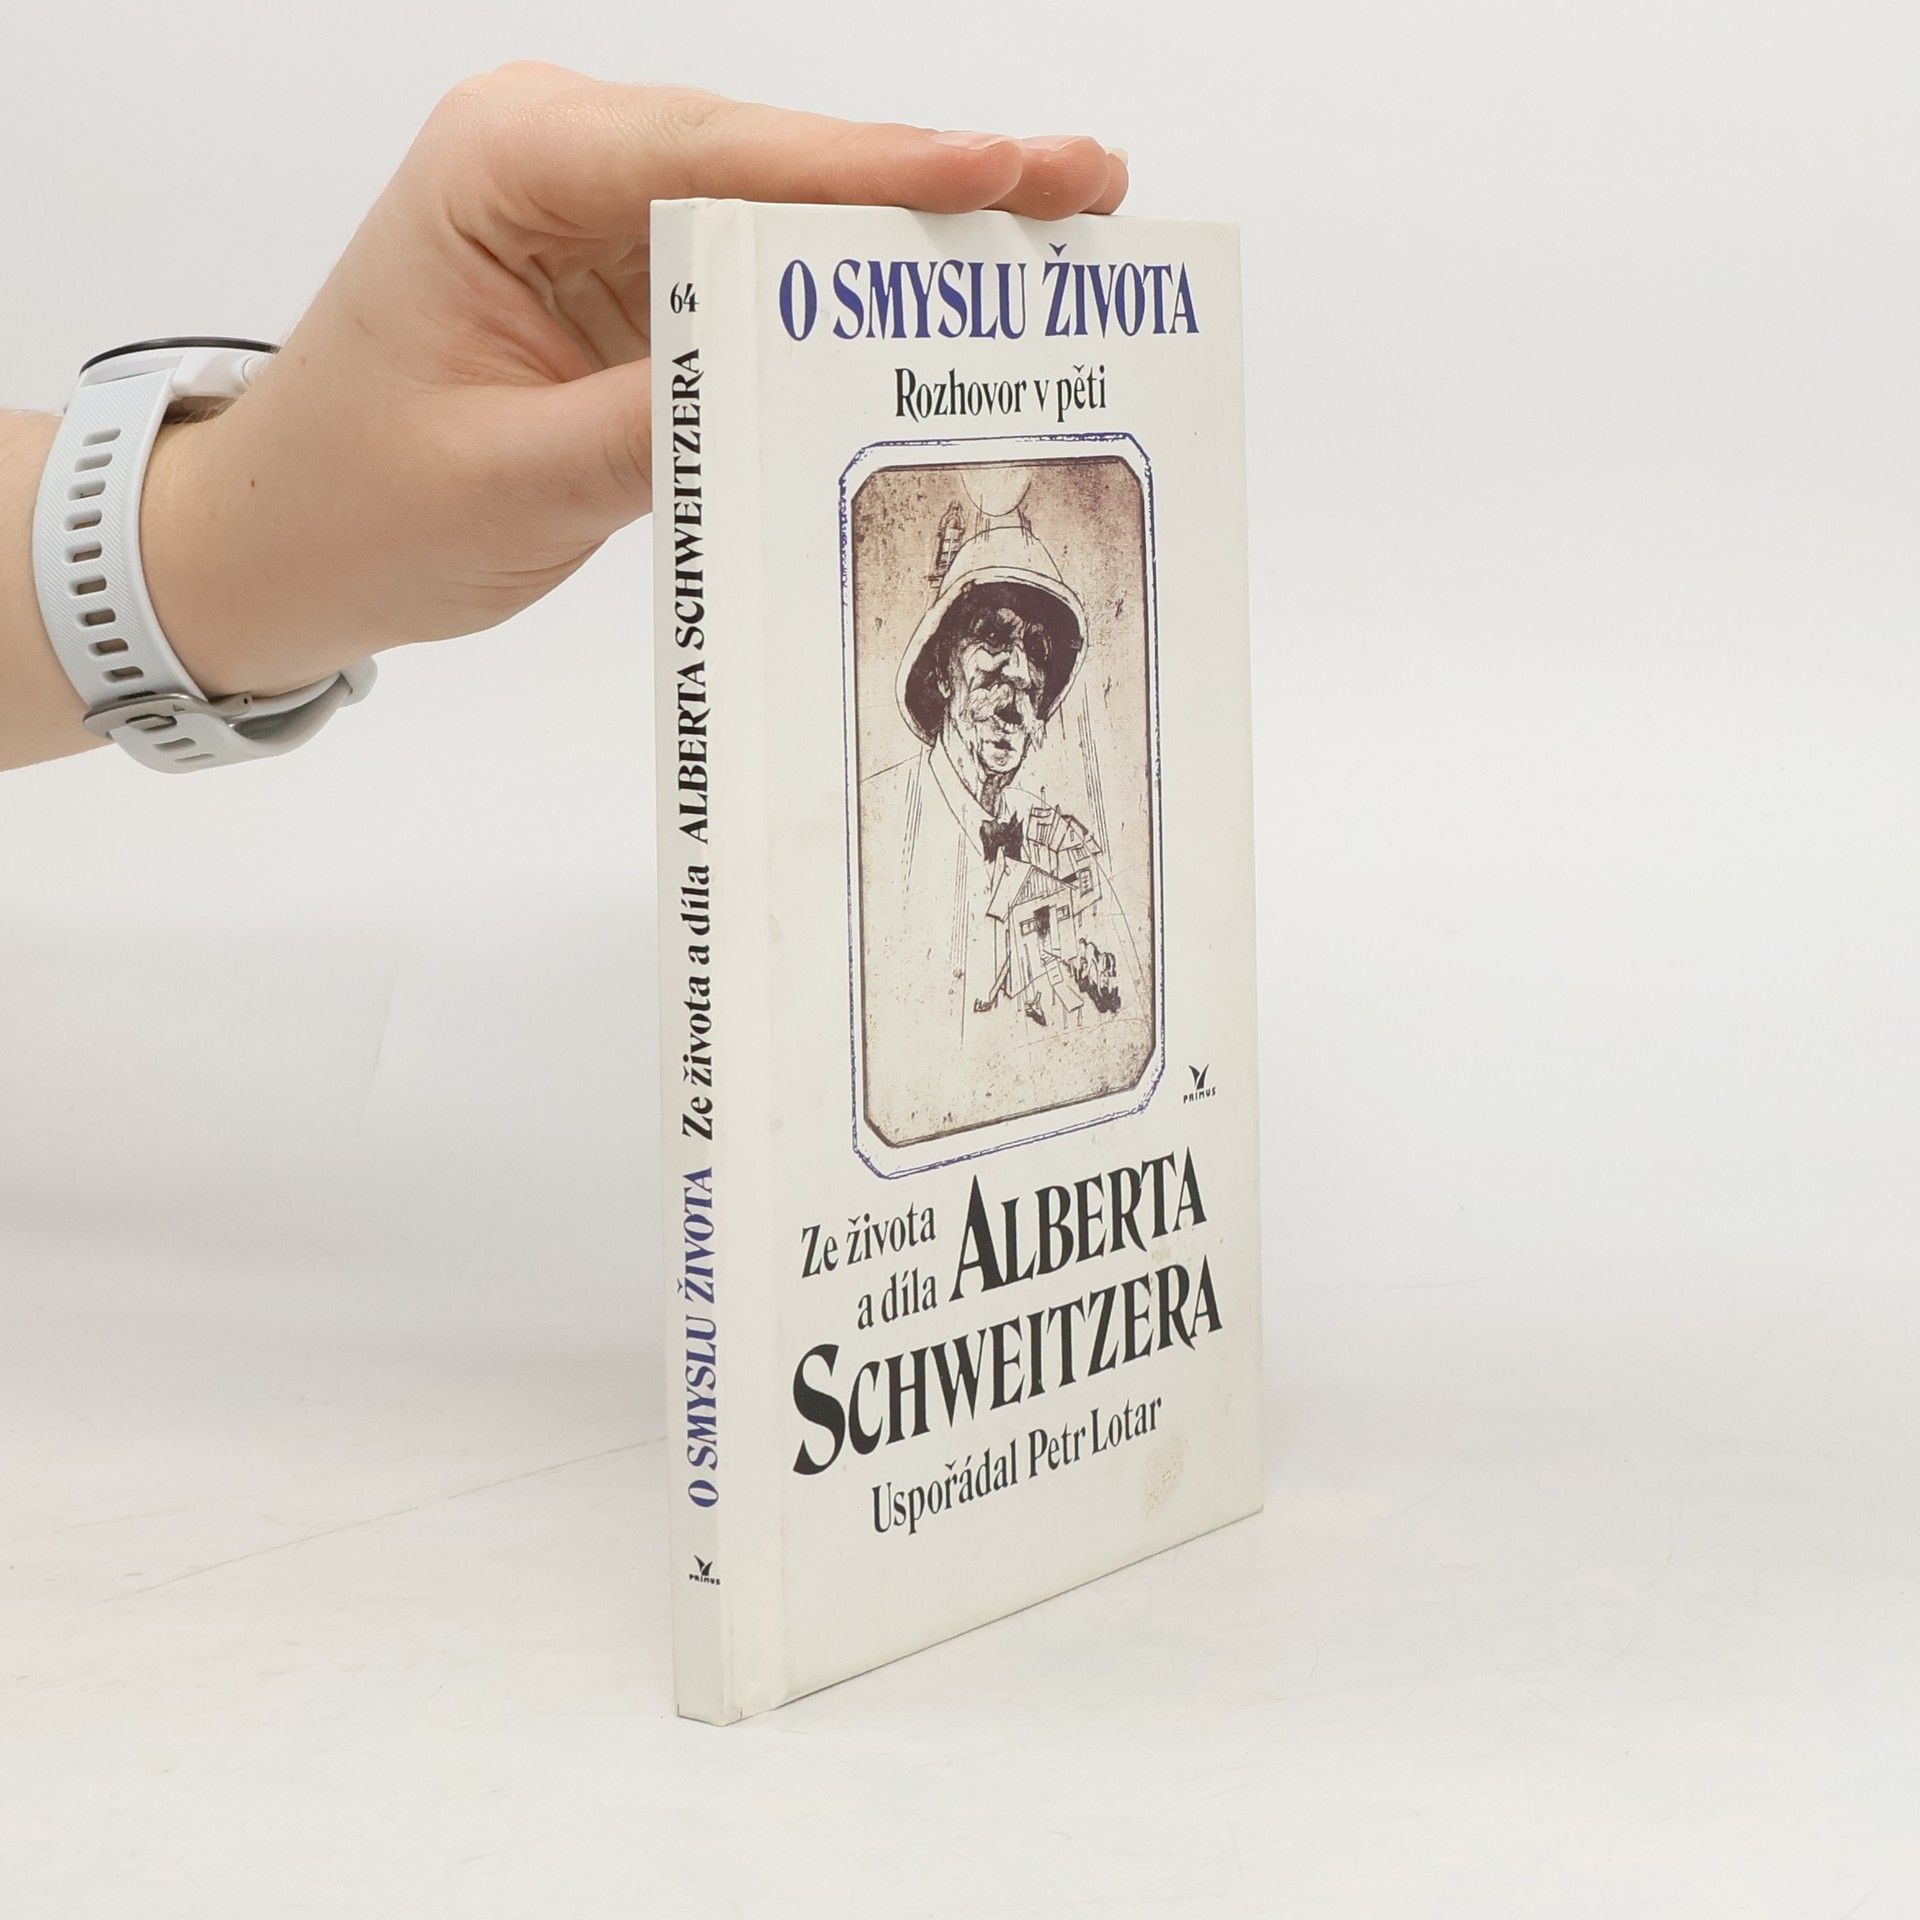 64
O SMYSLU ŽIVOTA Ze života a díla ALBERTA SCHWEITZERA
PRIMUS
O SMYSLU ŽIVOTA
Rozhovor v pěti
PRIMUS
Ze života
a díla ALBERTA
SCHWEITZERA
Uspořádal Petr Lotar